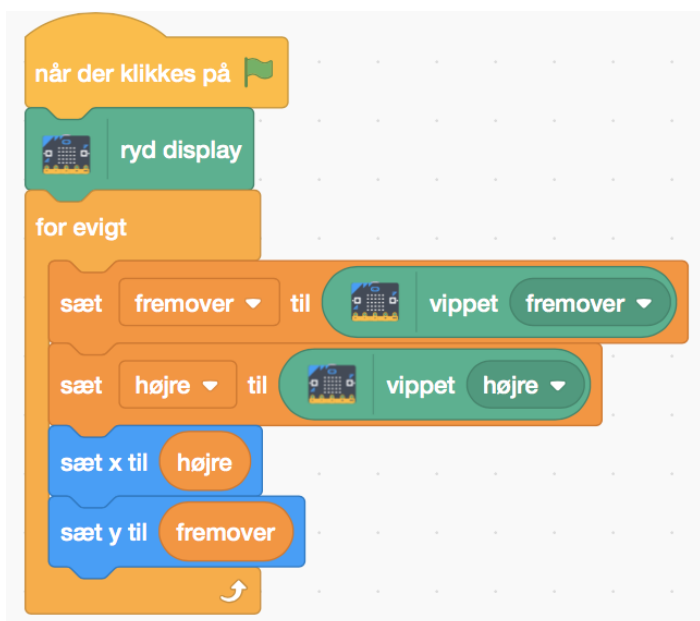 når der klikkes på
ryd display
for evigt
sæt fremover til vippet fremover
sæt højre til vippet højre
sæt x til højre
sæt y til fremover